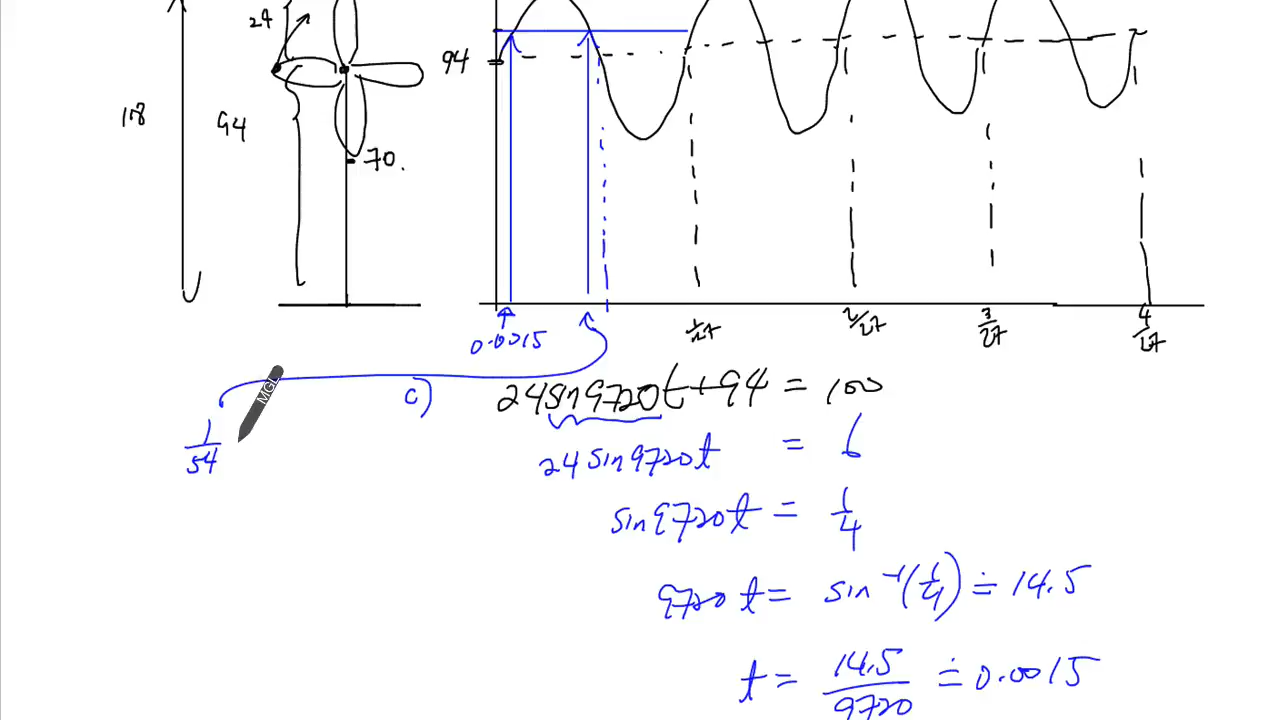 24
94
118
94
70.
0.0015
1/27
2/27
3/27
4/27
c) 24sin9720t+94 = 100
MGL
1/54
24sin9720t = 6
sin9720t = 1/4
9720t = sin⁻¹(1/4) ≐ 14.5
t = 14.5/9720 ≐ 0.0015